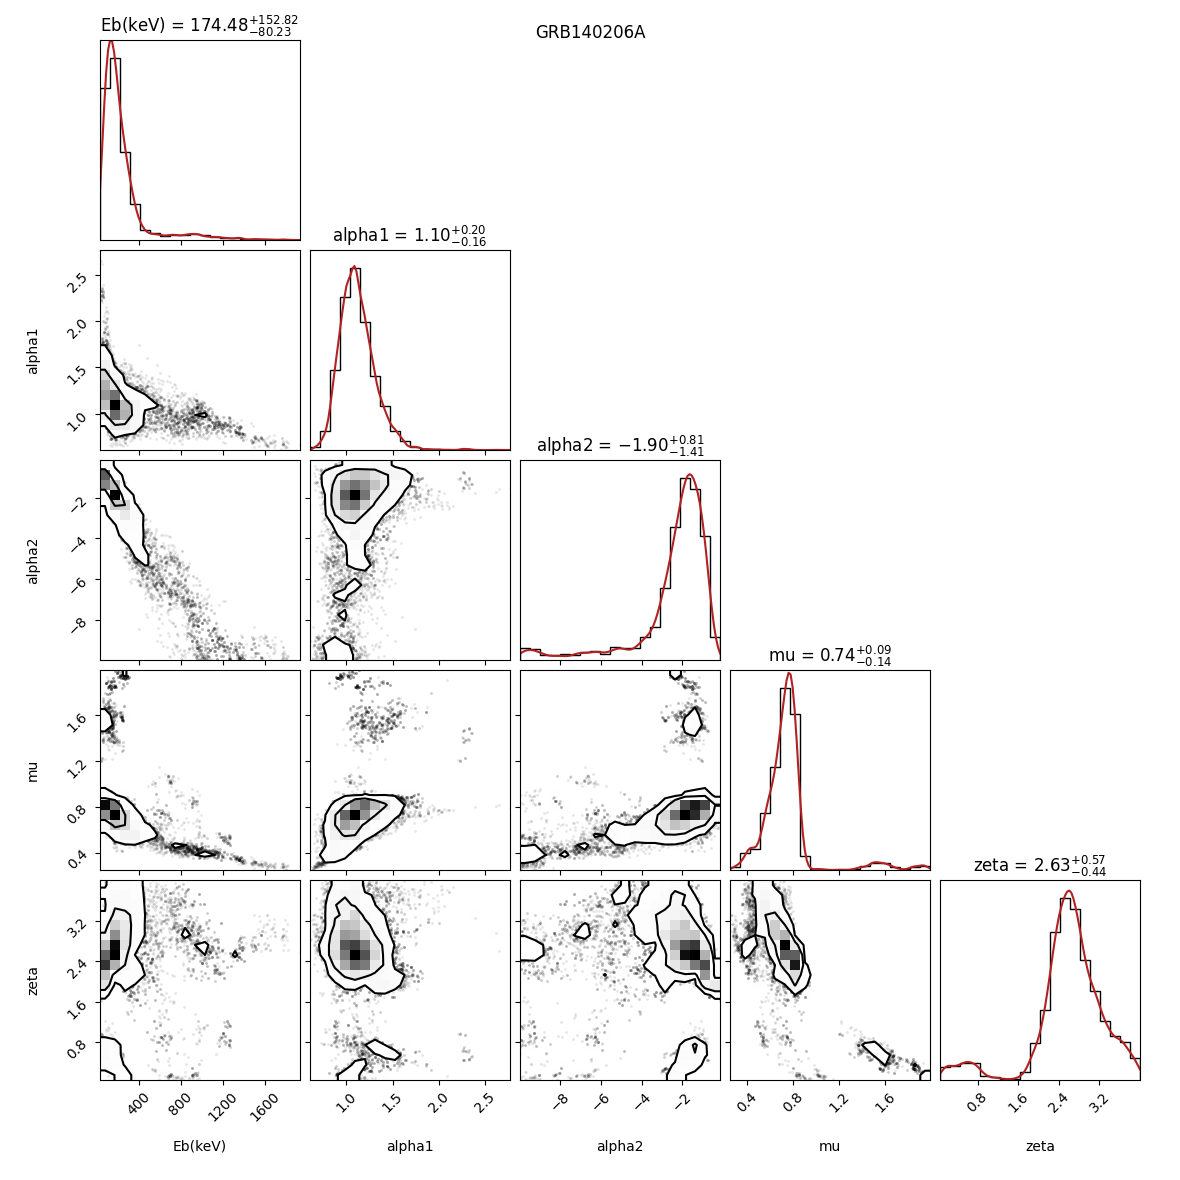 Eb(keV) = 174.48+152.82−80.23
GRB140206A
alpha1 = 1.10+0.20−0.16
2.5
2.0
1.5
1.0
alpha1
alpha2 = −1.90+0.81−1.41
−2
−4
−6
−8
alpha2
mu = 0.74+0.09−0.14
1.6
1.2
0.8
0.4
mu
zeta = 2.63+0.57−0.44
3.2
2.4
1.6
0.8
zeta
400 800 1200 1600
1.0 1.5 2.0 2.5
−8 −6 −4 −2
0.4 0.8 1.2 1.6
0.8 1.6 2.4 3.2
Eb(keV) alpha1 alpha2 mu zeta